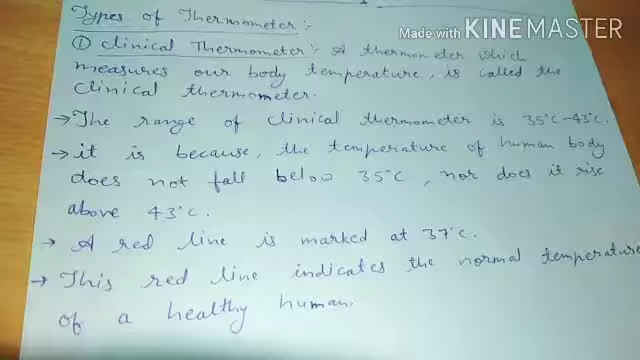 Types of Thermometer:-
Made with KINEMASTER
① Clinical Thermometer:- A thermometer which
measures our body temperature, is called the
clinical thermometer.
→ The range of clinical thermometer is 35°C-43°C.
→ it is because, the temperature of human body
does not fall below 35°C, nor does it rise
above 43°C.
→ A red line is marked at 37°C.
→ This red line indicates the normal temperature
of a healthy human.